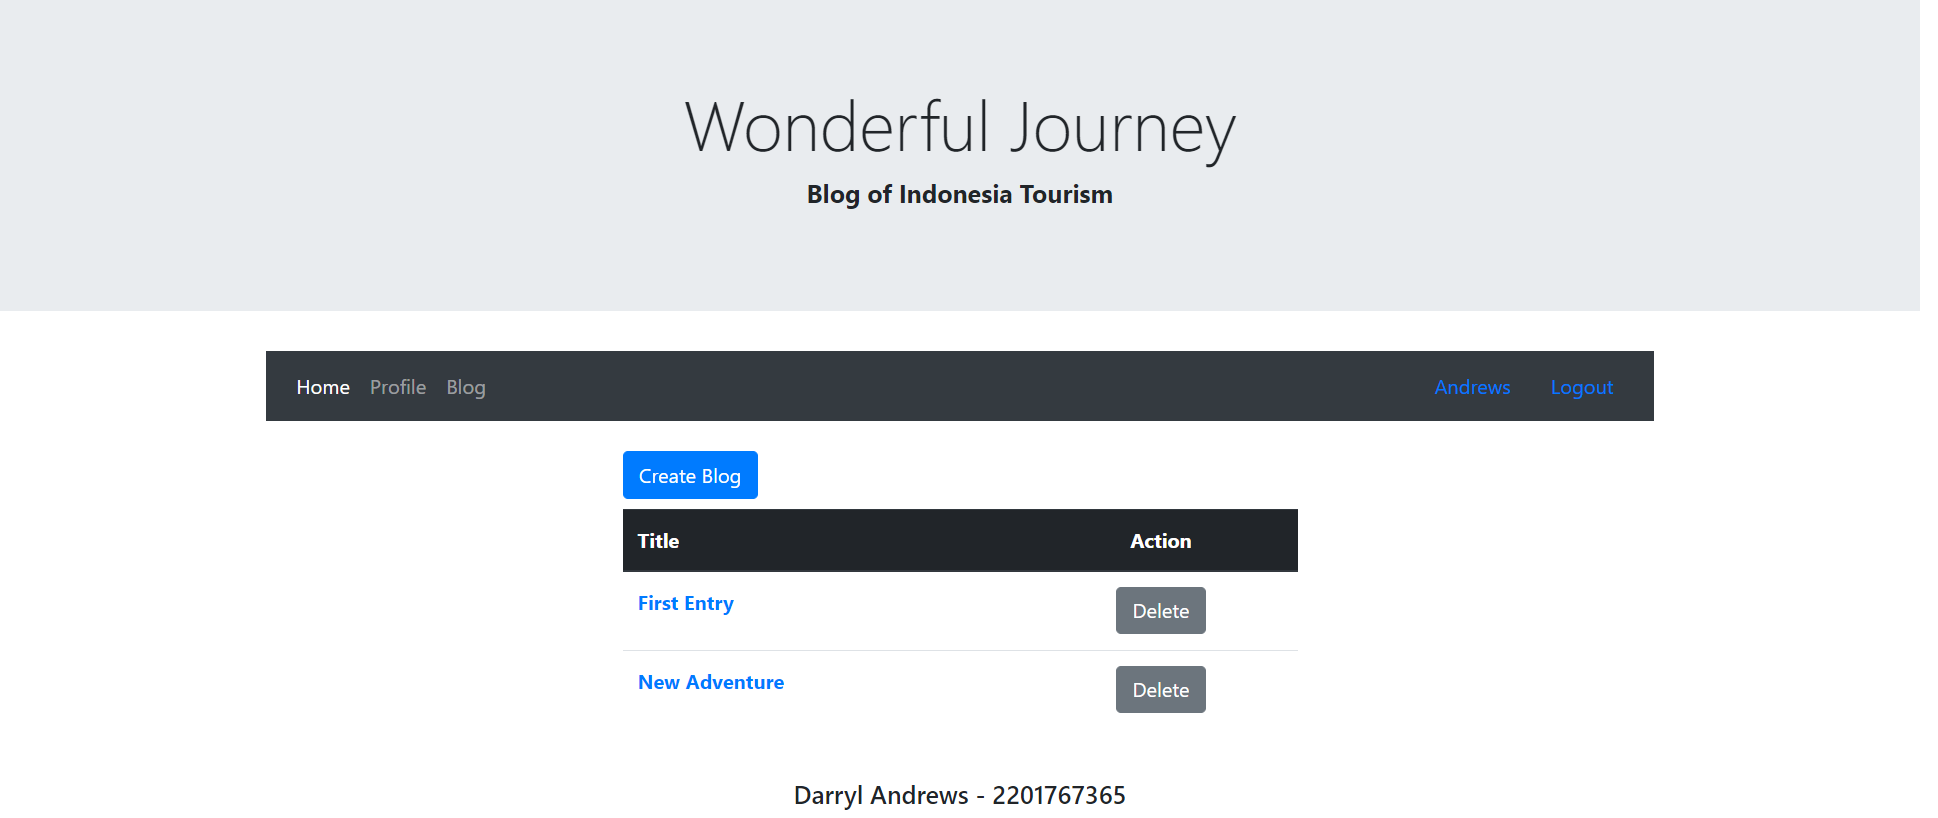 Wonderful Journey
Blog of Indonesia Tourism
Home Profile Blog Andrews Logout
Create Blog
Title Action
First Entry Delete
New Adventure Delete
Darryl Andrews - 2201767365